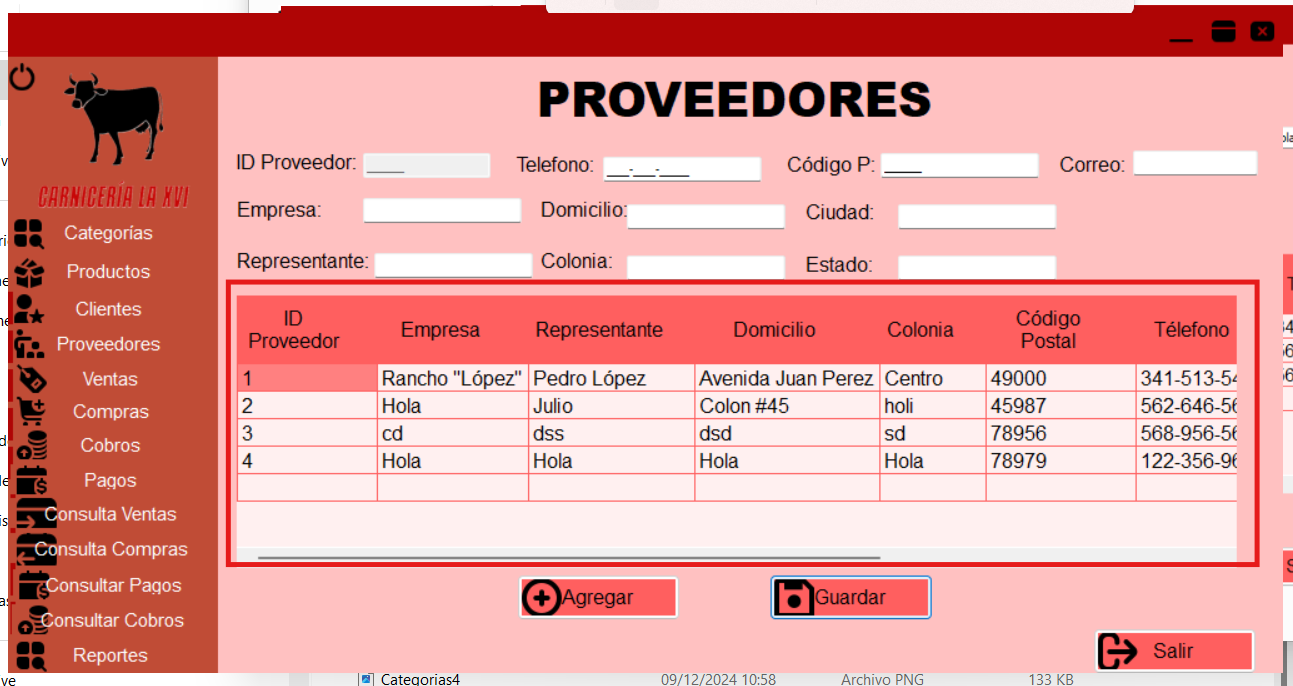 PROVEEDORES
CARNICERÍA LA XVI
Categorías
Productos
Clientes
Proveedores
Ventas
Compras
Cobros
Pagos
Consulta Ventas
Consulta Compras
Consultar Pagos
Consultar Cobros
Reportes
ID Proveedor: Telefono: __-__-___ Código P: Correo:
Empresa: Domicilio: Ciudad:
Representante: Colonia: Estado:
ID Proveedor Empresa Representante Domicilio Colonia Código Postal Télefono
1 Rancho "López" Pedro López Avenida Juan Perez Centro 49000 341-513-54
2 Hola Julio Colon #45 holi 45987 562-646-56
3 cd dss dsd sd 78956 568-956-56
4 Hola Hola Hola Hola 78979 122-356-96
Agregar Guardar
Salir
ve Categorias4 09/12/2024 10:58 Archivo PNG 133 KB